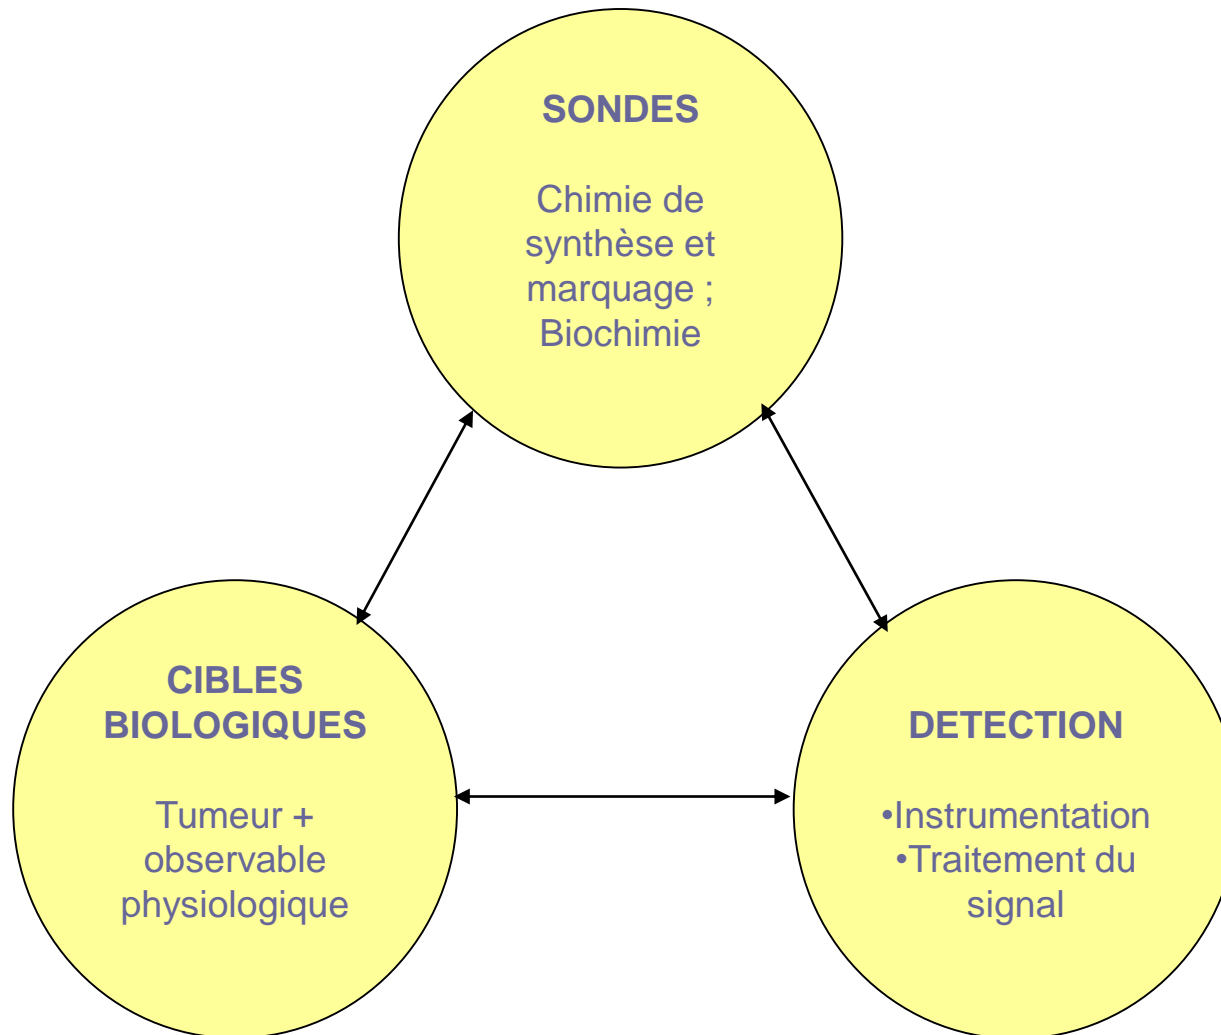 SONDES
Chimie de
synthèse et
marquage ;
Biochimie
CIBLES
BIOLOGIQUES
Tumeur +
observable
physiologique
DETECTION
•Instrumentation
•Traitement du
signal